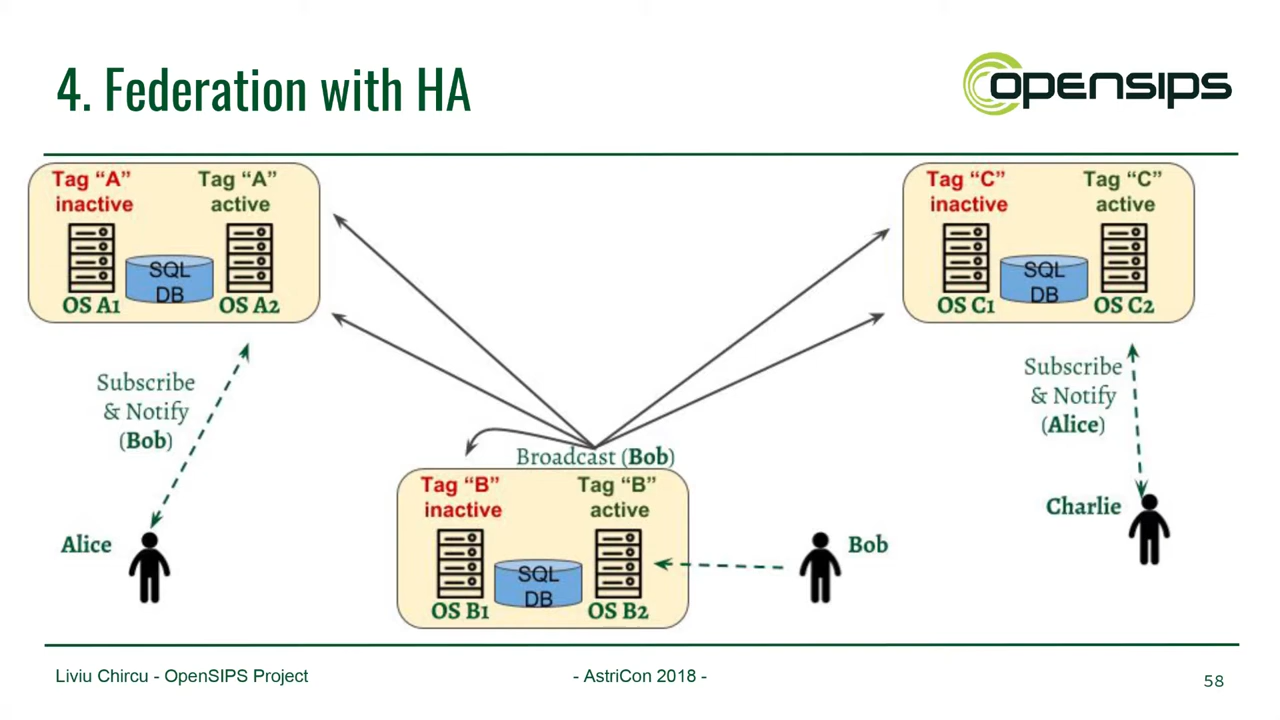 4. Federation with HA
OPENSIPS
Tag “A”
inactive
Tag “A”
active
SQL
DB
OS A1
OS A2
Tag “C”
inactive
Tag “C”
active
SQL
DB
OS C1
OS C2
Subscribe
& Notify
(Bob)
Subscribe
& Notify
(Alice)
Broadcast (Bob)
Tag “B”
inactive
Tag “B”
active
SQL
DB
OS B1
OS B2
Alice
Bob
Charlie
Liviu Chircu - OpenSIPS Project
- AstriCon 2018 -
58